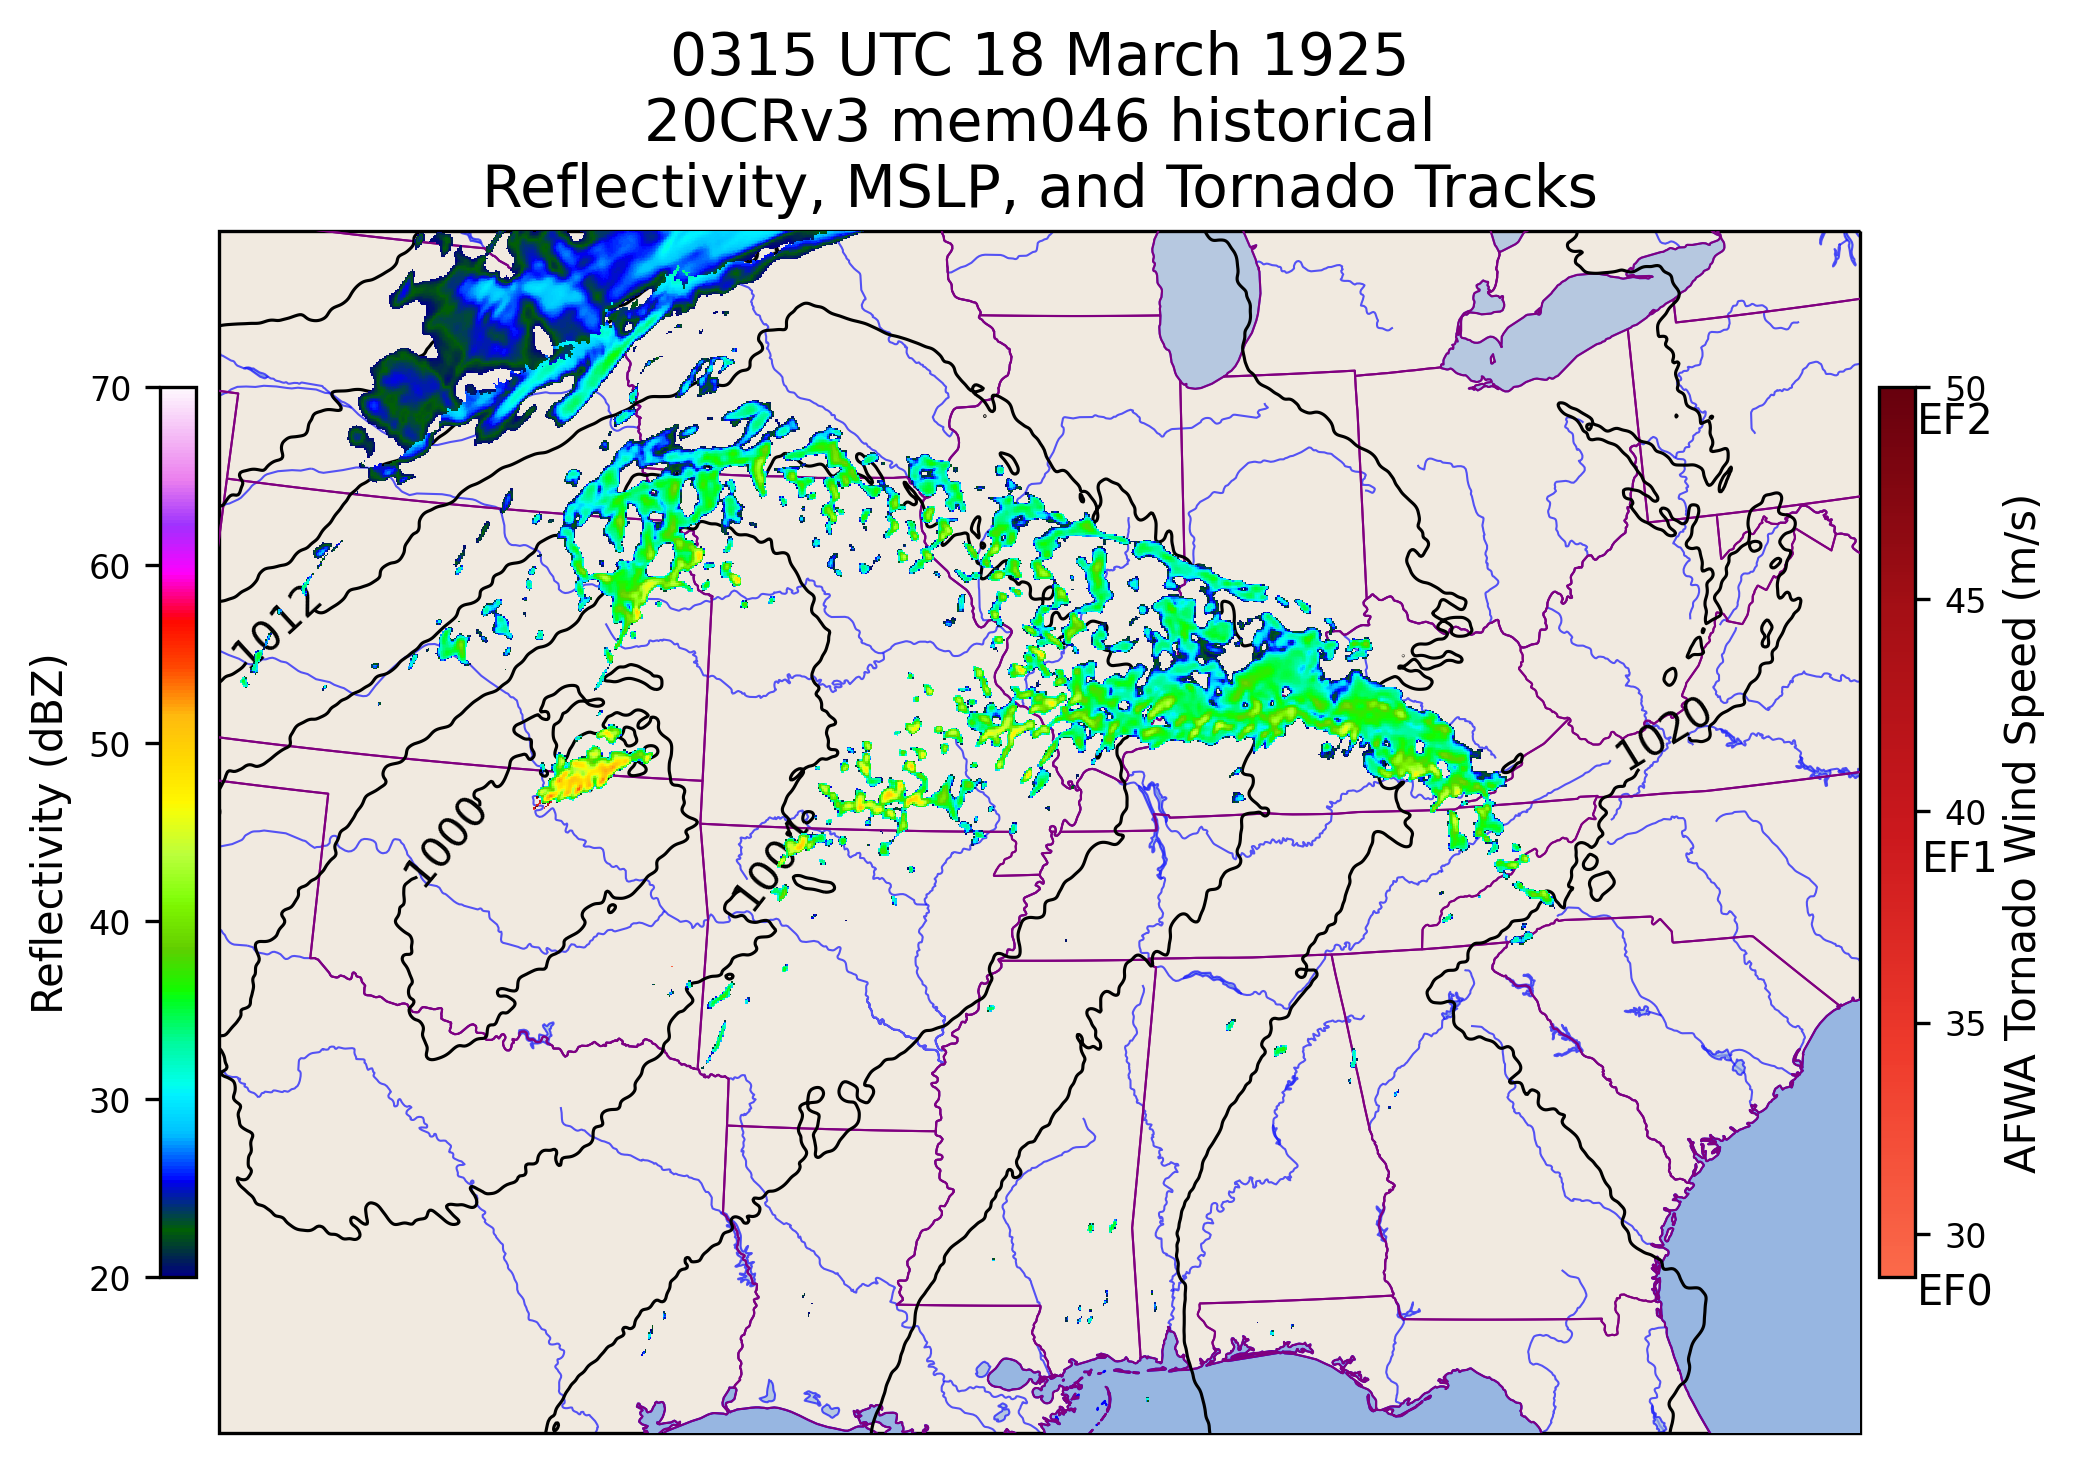 0315 UTC 18 March 1925
20CRv3 mem046 historical
Reflectivity, MSLP, and Tornado Tracks
70
60
50
40
30
20
Reflectivity (dBZ)
1012
1000
1020
50
EF2
45
40
EF1
35
30
EF0
AFWA Tornado Wind Speed (m/s)